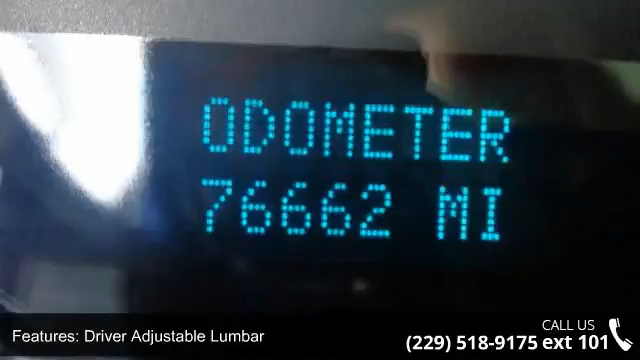 ODOMETER
76662 MI
Features: Driver Adjustable Lumbar
CALL US
(229) 518-9175 ext 101